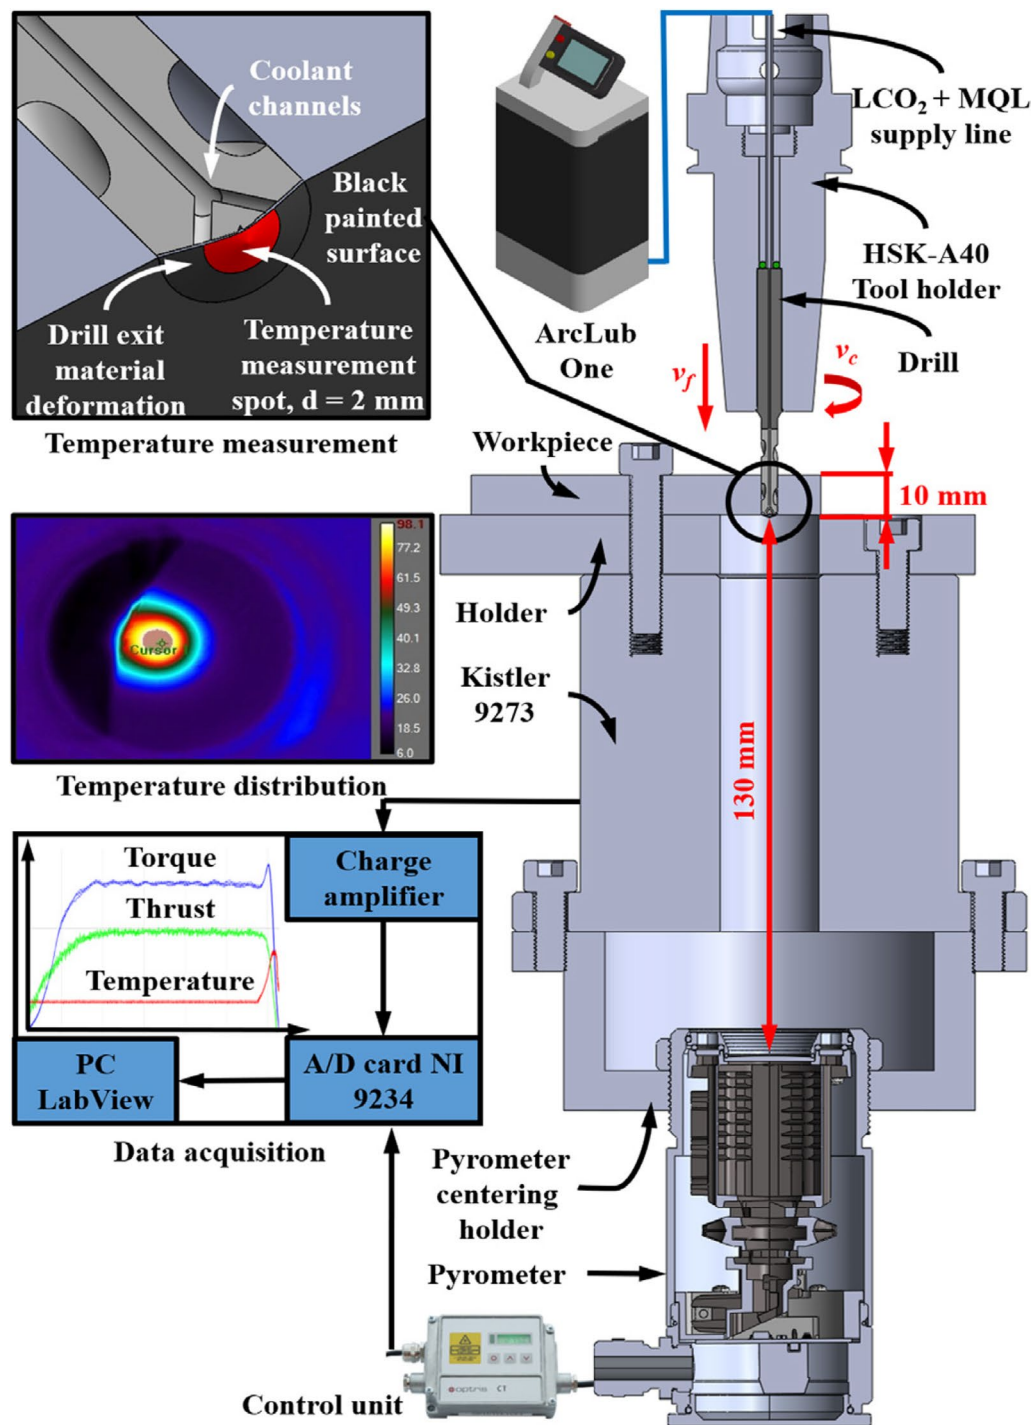 Coolant
channels
Black
painted
surface
Drill exit
material
deformation
Temperature
measurement
spot, d = 2 mm
Temperature measurement
ArcLub
One
LCO₂ + MQL
supply line
HSK-A40
Tool holder
Drill
v_f
v_c
Workpiece
10 mm
Holder
Kistler
9273
130 mm
98.1
77.2
61.5
49.3
40.1
32.8
26.0
18.5
6.0
Cursor
Temperature distribution
Torque
Thrust
Temperature
Charge
amplifier
A/D card NI
9234
PC
LabView
Data acquisition
Pyrometer
centering
holder
Pyrometer
optris CT
Control unit